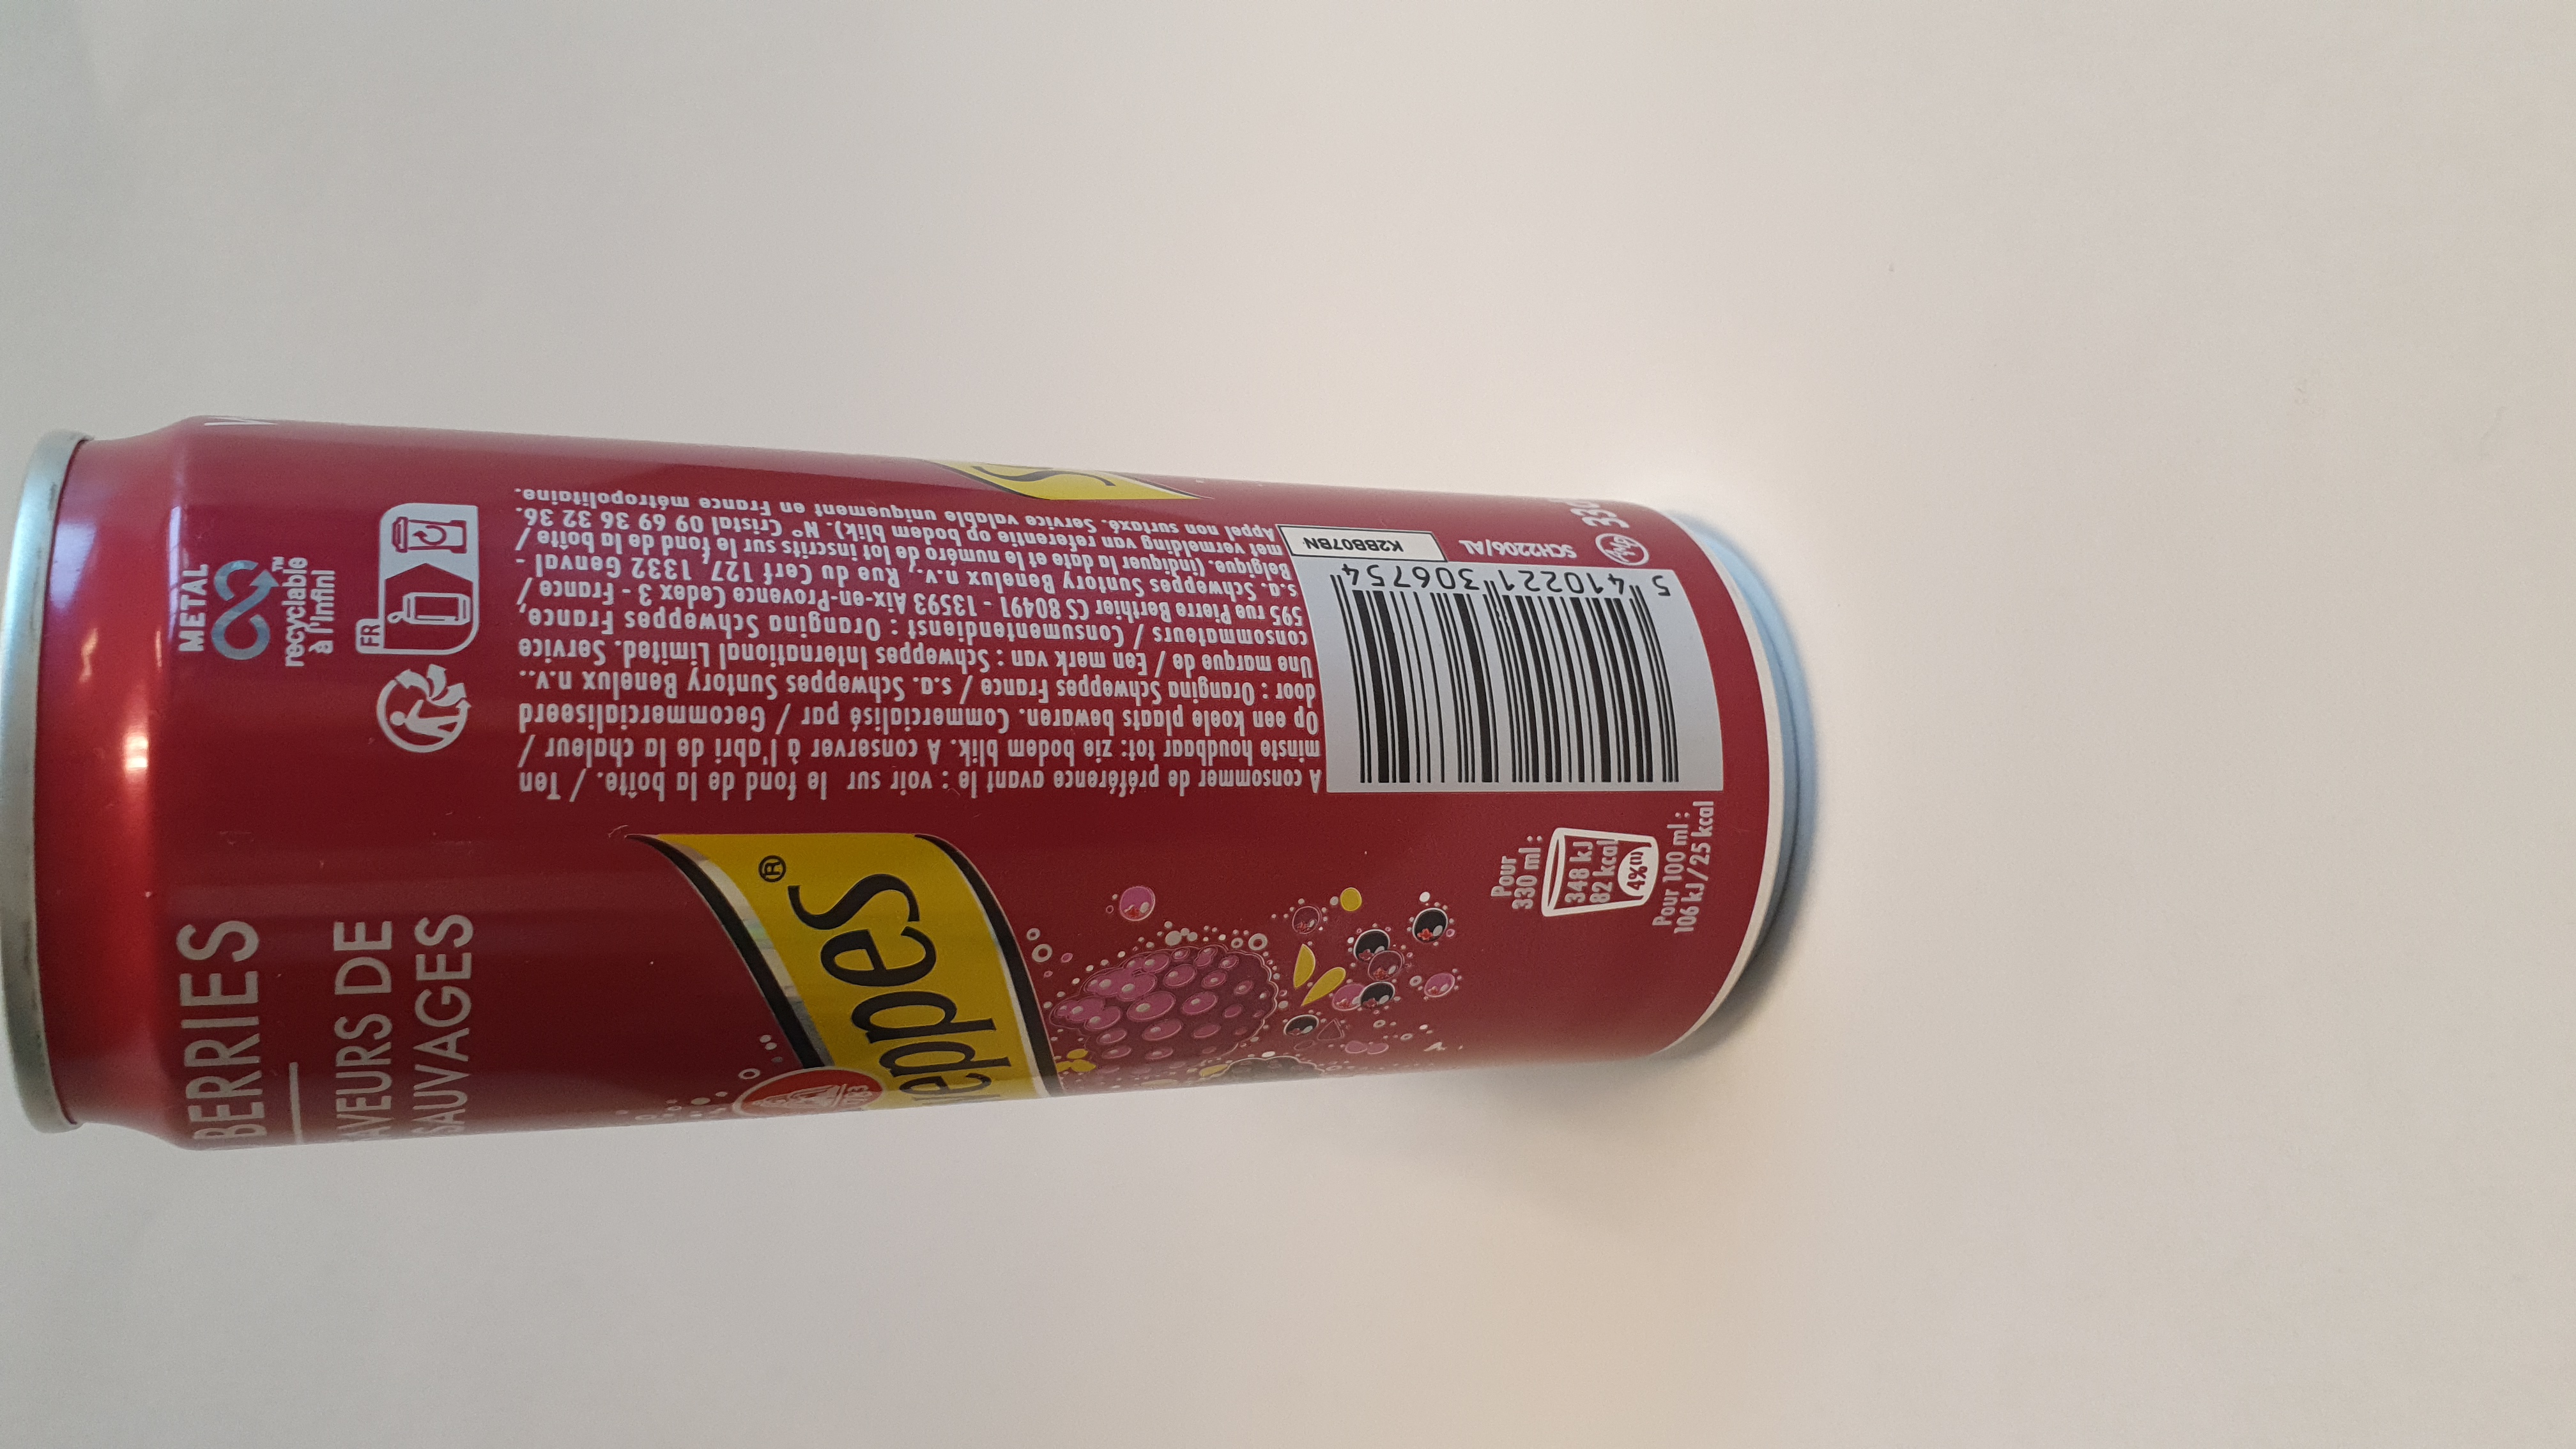 BERRIES
AVEURS DE
SAUVAGES
eppes®
METAL
recyclable™
à l'infini
FR
A consommer de préférence avant le : voir sur le fond de la boîte. / Ten
minste houdbaar tot: zie bodem blik. A conserver à l'abri de la chaleur /
Op een koele plaats bewaren. Commercialisé par / Gecommercialiseerd
door : Orangina Schweppes France / s.a. Schweppes Suntory Benelux n.v..
Une marque de / Een merk van : Schweppes International Limited. Service
consommateurs / Consumentendienst : Orangina Schweppes France,
595 rue Pierre Berthier CS 80491 - 13593 Aix-en-Provence Cedex 3 - France /
s.a. Schweppes Suntory Benelux n.v., Rue du Cerf 127, 1332 Genval -
Belgique. (indiquer la date et le numéro de lot inscrits sur le fond de la boîte /
met vermelding van referentie op bodem blik). N° Cristal 09 69 36 32 36.
Appel non surtaxé. Service valable uniquement en France métropolitaine.
5 410221 306754
K2BB07BN
SCH2206/AL
33c
Pour
330 ml :
348 kJ
82 kcal
4%(1)
Pour 100 ml :
106 kJ / 25 kcal